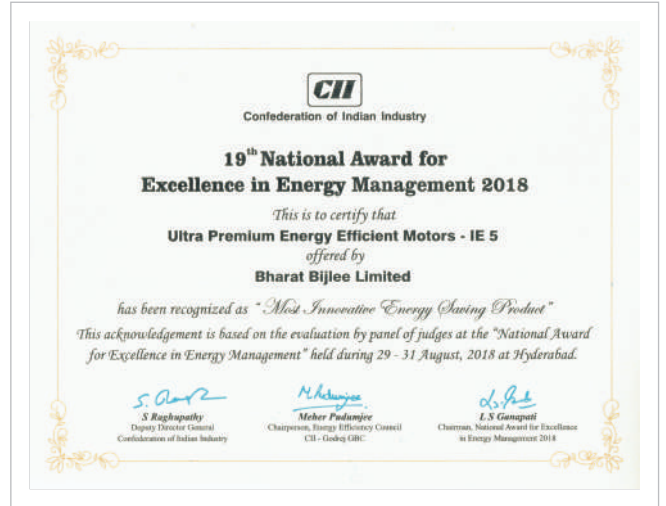 CII
Confederation of Indian Industry
19th National Award for
Excellence in Energy Management 2018
This is to certify that
Ultra Premium Energy Efficient Motors - IE 5
offered by
Bharat Bijlee Limited
has been recognized as "Most Innovative Energy Saving Product"
This acknowledgement is based on the evaluation by panel of judges at the "National Award
for Excellence in Energy Management" held during 29 - 31 August, 2018 at Hyderabad.
S Raghupathy
Deputy Director General
Confederation of Indian Industry
Meher Pudumjee
Chairperson, Energy Efficiency Council
CII - Godrej GBC
L S Ganapati
Chairman, National Award for Excellence
in Energy Management 2018